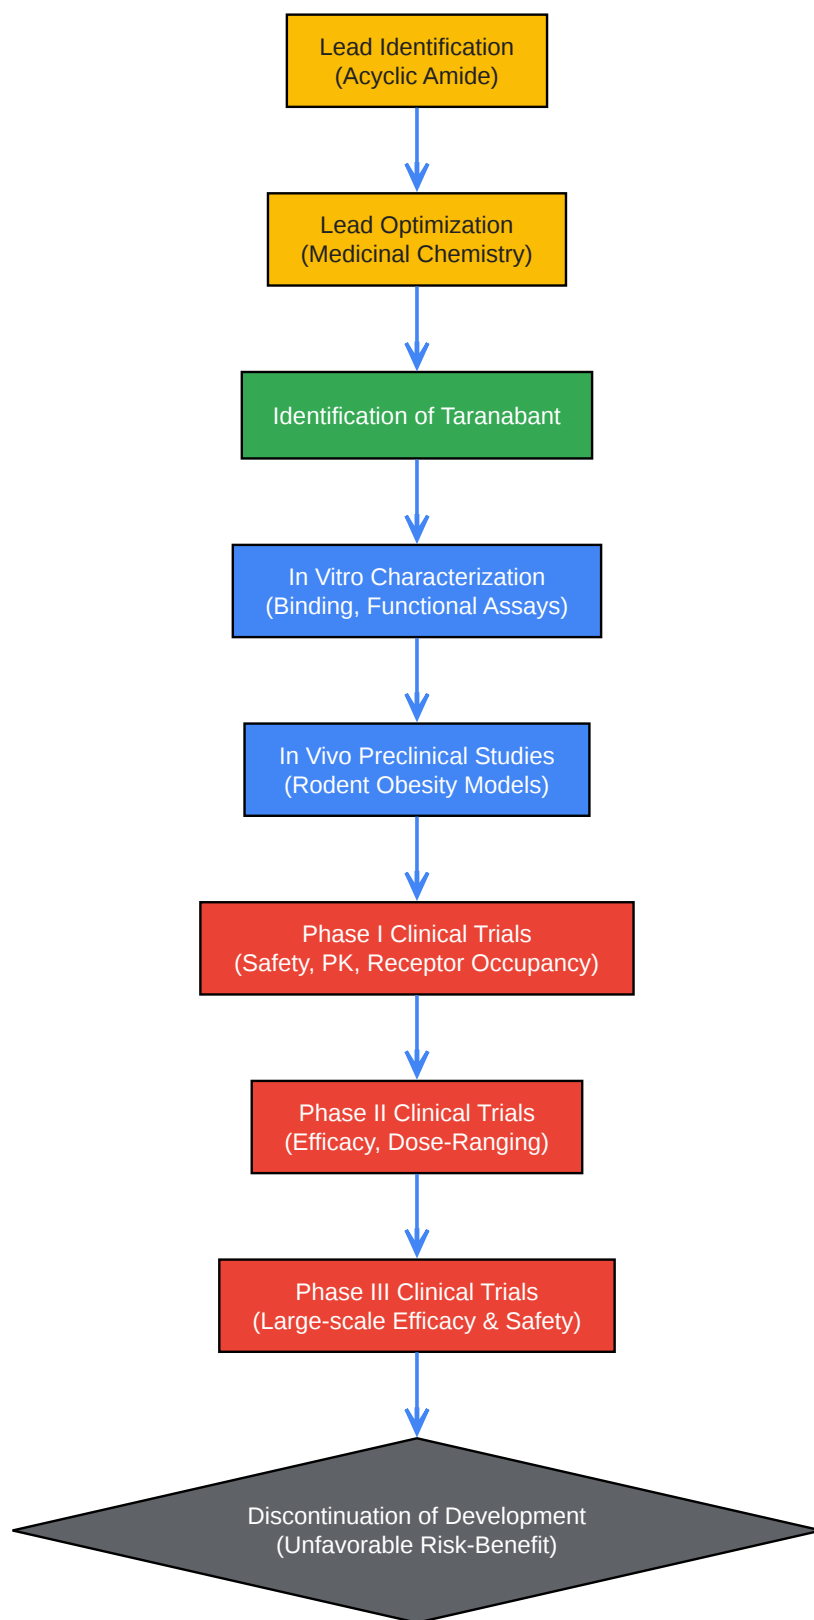 Lead Identification
(Acyclic Amide)
Lead Optimization
(Medicinal Chemistry)
Identification of Taranabant
In Vitro Characterization
(Binding, Functional Assays)
In Vivo Preclinical Studies
(Rodent Obesity Models)
Phase I Clinical Trials
(Safety, PK, Receptor Occupancy)
Phase II Clinical Trials
(Efficacy, Dose-Ranging)
Phase III Clinical Trials
(Large-scale Efficacy & Safety)
Discontinuation of Development
(Unfavorable Risk-Benefit)